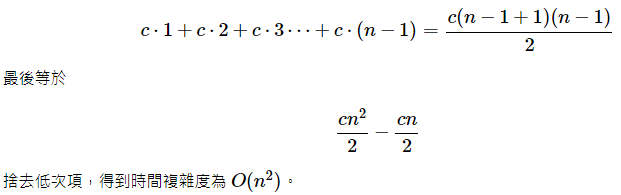 c · 1 + c · 2 + c · 3 ⋯ + c · (n − 1) = c(n − 1 + 1)(n − 1) / 2
最後等於
cn² / 2 − cn / 2
捨去低次項，得到時間複雜度為 O(n²)。